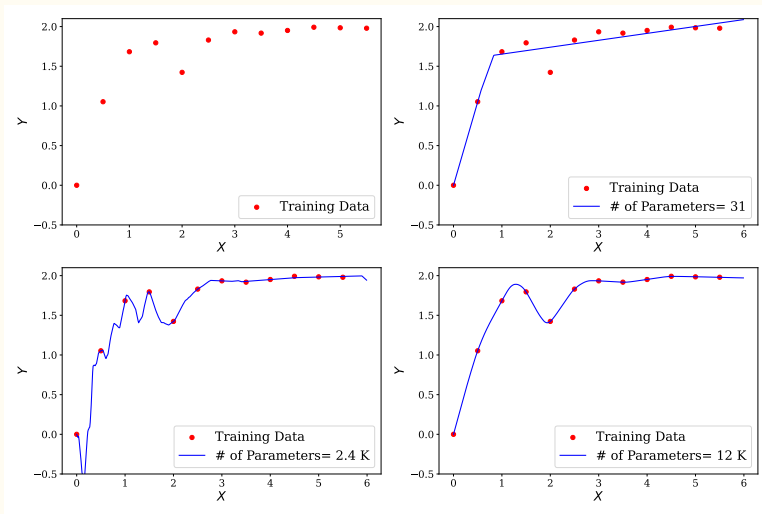 2.0
1.5
1.0
0.5
0.0
−0.5
Y
0 1 2 3 4 5
X
Training Data
2.0
1.5
1.0
0.5
0.0
−0.5
Y
0 1 2 3 4 5 6
X
Training Data
# of Parameters= 31
2.0
1.5
1.0
0.5
0.0
−0.5
Y
0 1 2 3 4 5 6
X
Training Data
# of Parameters= 2.4 K
2.0
1.5
1.0
0.5
0.0
−0.5
Y
0 1 2 3 4 5 6
X
Training Data
# of Parameters= 12 K